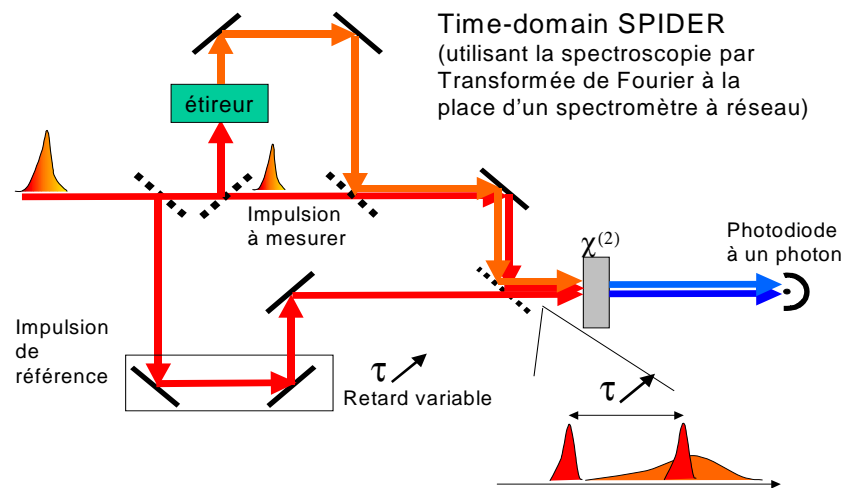 Time-domain SPIDER
(utilisant la spectroscopie par
Transformée de Fourier à la
place d'un spectromètre à réseau)
étireur
Impulsion
à mesurer
χ(2)
Photodiode
à un photon
Impulsion
de
référence
τ
Retard variable
τ